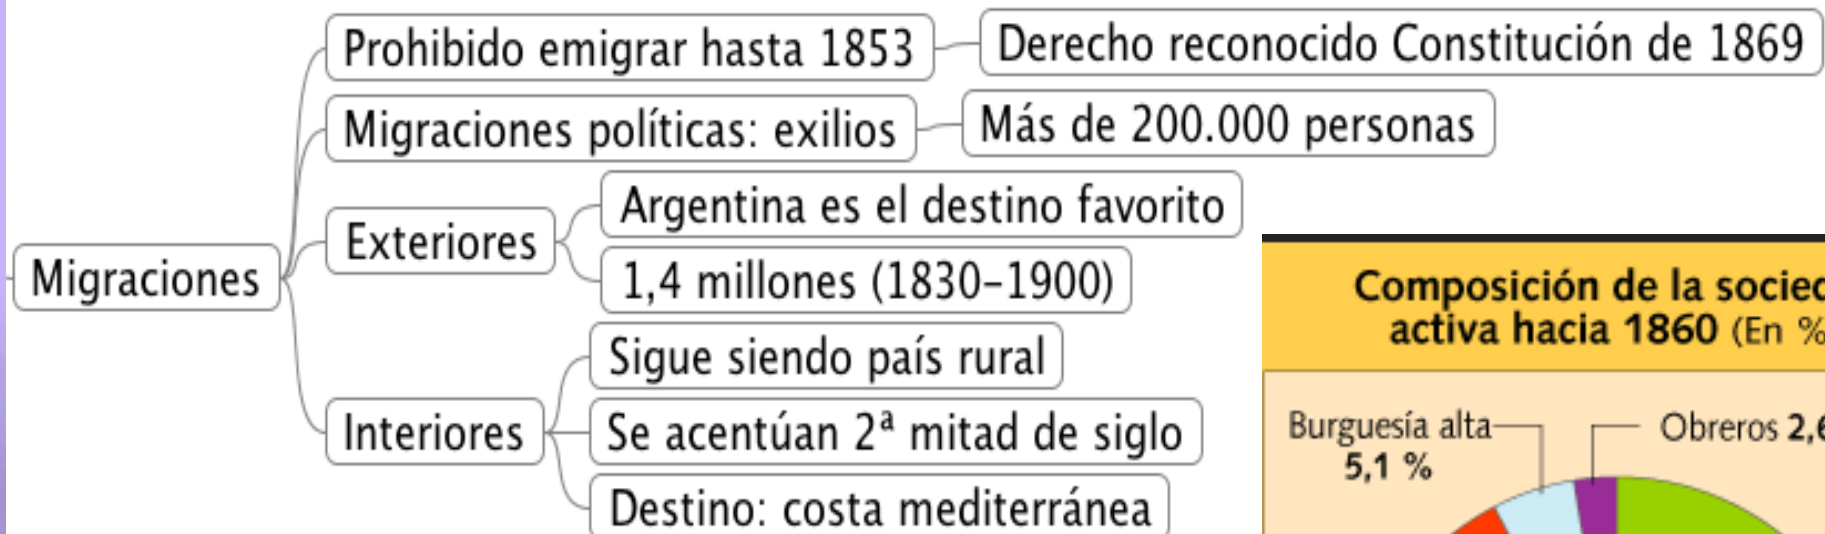 Prohibido emigrar hasta 1853
Derecho reconocido Constitución de 1869
Migraciones políticas: exilios
Más de 200.000 personas
Migraciones
Exteriores
Argentina es el destino favorito
1,4 millones (1830-1900)
Interiores
Sigue siendo país rural
Se acentúan 2ª mitad de siglo
Destino: costa mediterránea
Composición de la
activa hacia 1860 (En %
Burguesía alta
5,1 %
Obreros